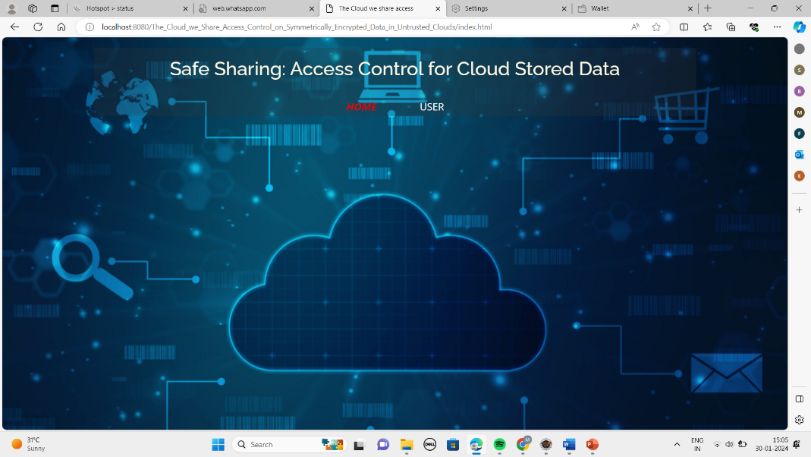 Hotspot > status
web.whatsapp.com
The Cloud we share access
Settings
Wallet
localhost:8080/The_Cloud_we_Share_Access_Control_on_Symmetrically_Encrypted_Data_in_Untrusted_Clouds/index.html
Safe Sharing: Access Control for Cloud Stored Data
HOME USER
31°C
Sunny
Search
DELL
ENG
IN
15:05
30-01-2024